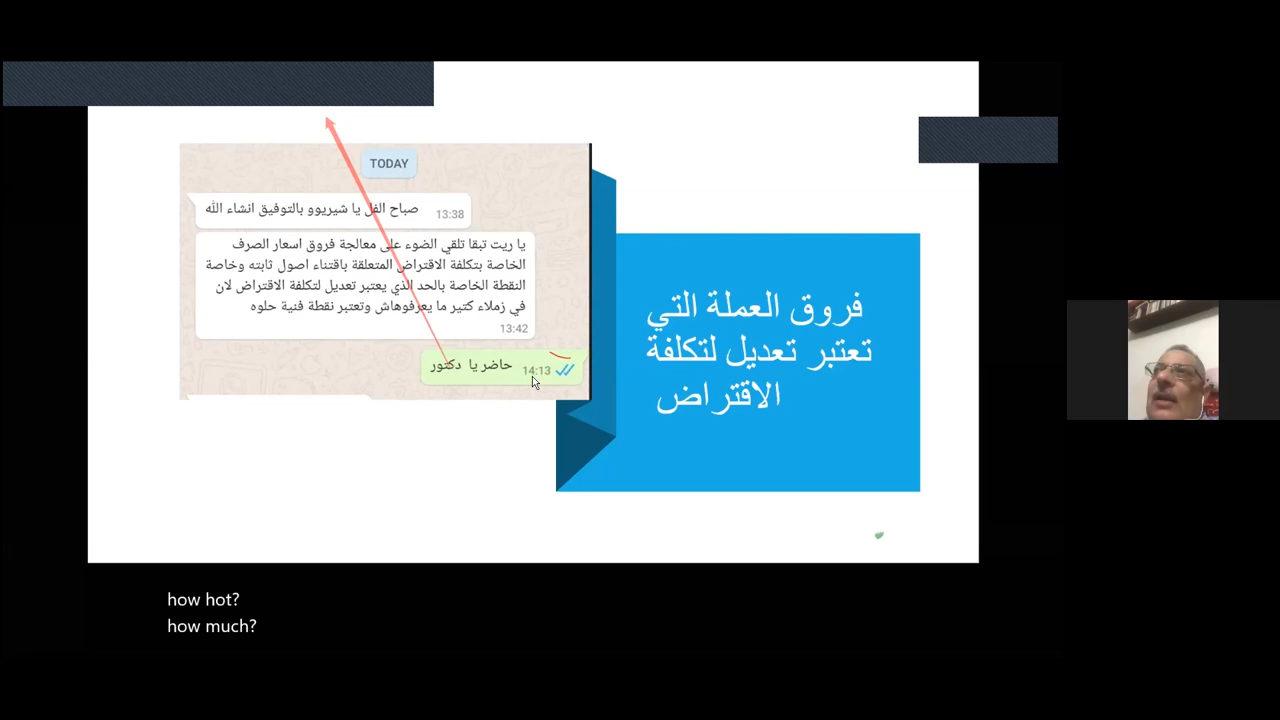 TODAY
صباح الفل يا شيريوو بالتوفيق انشاء الله
13:38
يا ريت تبقا تلقي الضوء على معالجة فروق اسعار الصرف
الخاصة بتكلفة الاقتراض المتعلقة باقتناء اصول ثابته وخاصة
النقطة الخاصة بالحد الذي يعتبر تعديل لتكلفة الاقتراض لان
في زملاء كتير ما يعرفوهاش وتعتبر نقطة فنية حلوه
13:42
حاضر يا دكتور
14:13
فروق العملة التي
تعتبر تعديل لتكلفة
الاقتراض
how hot?
how much?